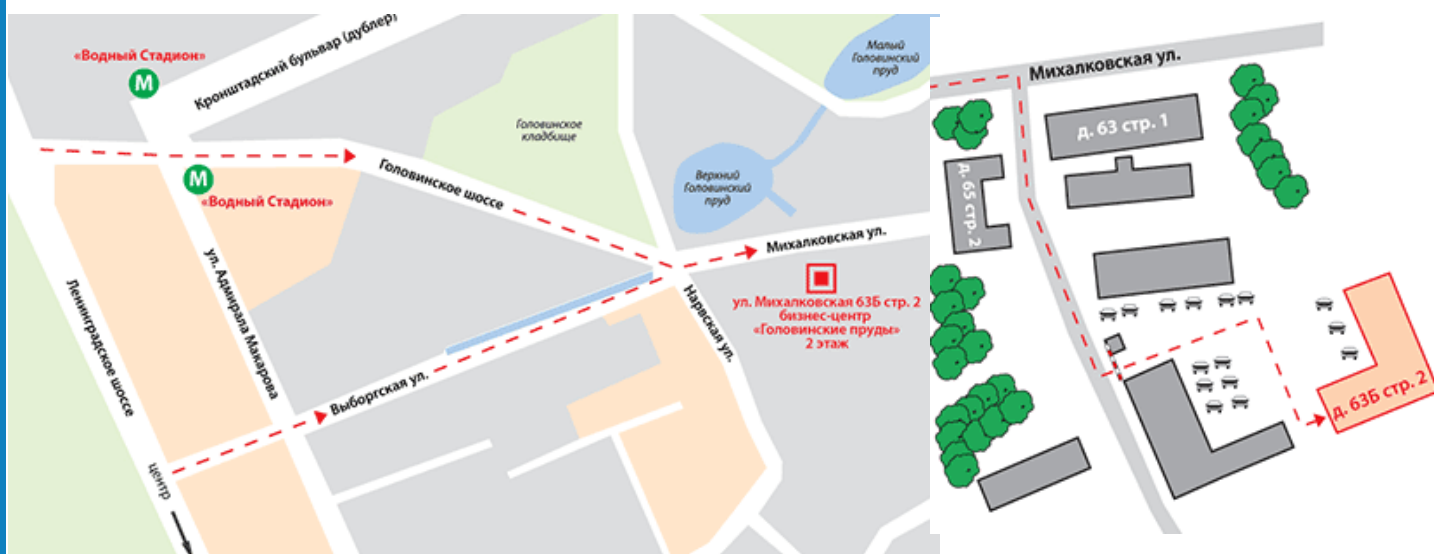 «Водный Стадион»
М
Кронштадский бульвар (дублер)
Малый
Головинский
пруд
Головинское
кладбище
Головинское шоссе
М
«Водный Стадион»
Верхний
Головинский
пруд
Михалковская ул.
ул. Михалковская 63Б стр. 2
бизнес-центр
«Головинские пруды»
2 этаж
Ленинградское шоссе
ул. Адмирала Макарова
Нарвская ул.
Выборгская ул.
центр
Михалковская ул.
д. 63 стр. 1
д. 65 стр. 2
д. 63Б стр. 2